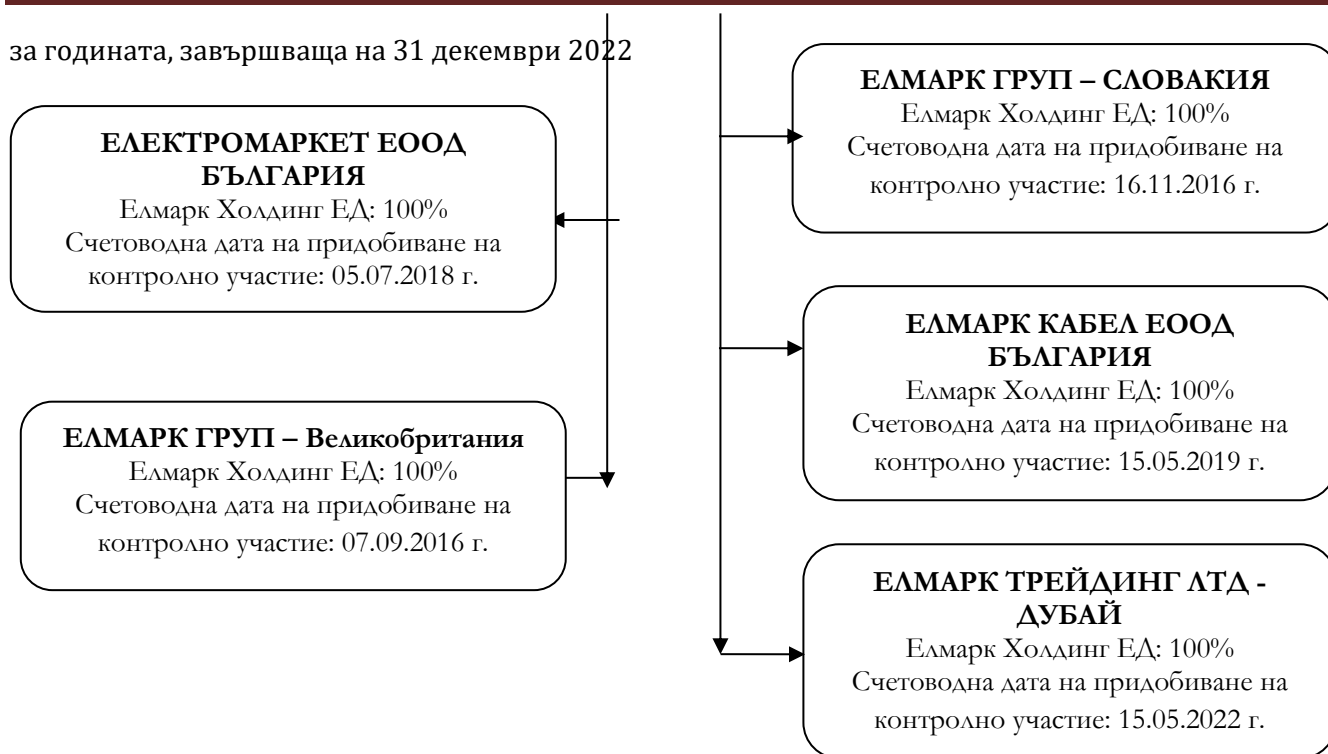 за годината, завършваща на 31 декември 2022
ЕЛЕКТРОМАРКЕТ ЕООД
БЪЛГАРИЯ
Елмарк Холдинг ЕД: 100%
Счетоводна дата на придобиване на
контролно участие: 05.07.2018 г.
ЕЛМАРК ГРУП – Великобритания
Елмарк Холдинг ЕД: 100%
Счетоводна дата на придобиване на
контролно участие: 07.09.2016 г.
ЕЛМАРК ГРУП – СЛОВАКИЯ
Елмарк Холдинг ЕД: 100%
Счетоводна дата на придобиване на
контролно участие: 16.11.2016 г.
ЕЛМАРК КАБЕЛ ЕООД
БЪЛГАРИЯ
Елмарк Холдинг ЕД: 100%
Счетоводна дата на придобиване на
контролно участие: 15.05.2019 г.
ЕЛМАРК ТРЕЙДИНГ ЛТД -
ДУБАЙ
Елмарк Холдинг ЕД: 100%
Счетоводна дата на придобиване на
контролно участие: 15.05.2022 г.